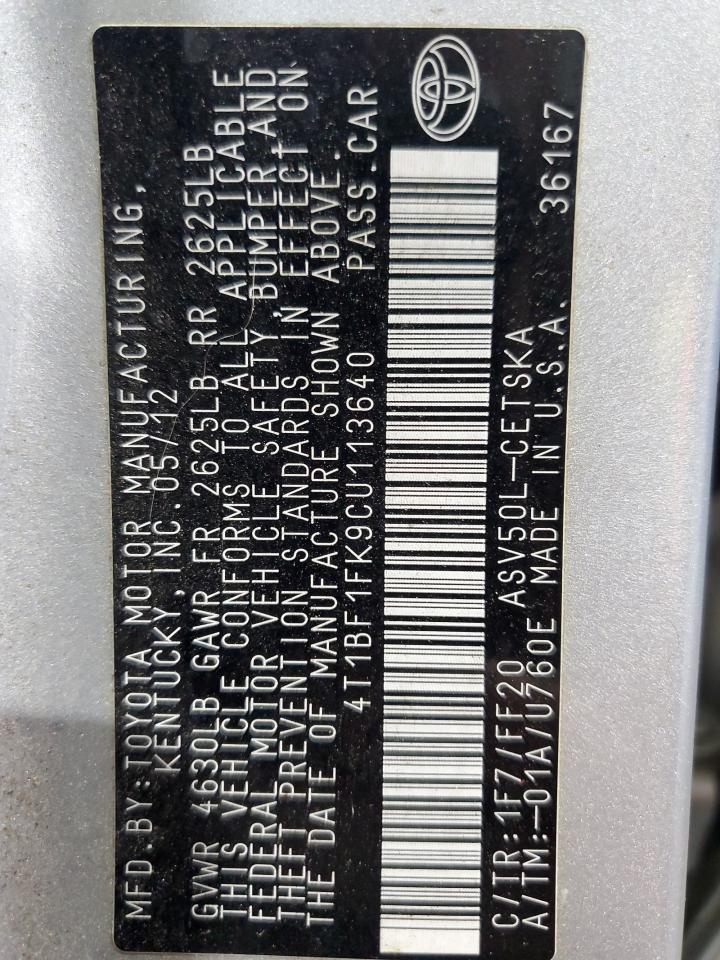 MFD.BY:TOYOTA MOTOR MANUFACTURING,
KENTUCKY, INC.05/12
GVWR 4630LB GAWR FR 2625LB RR 2625LB
THIS VEHICLE CONFORMS TO ALL APPLICABLE
FEDERAL MOTOR VEHICLE SAFETY,BUMPER,AND
THEFT PREVENTION STANDARDS IN EFFECT ON
THE DATE OF MANUFACTURE SHOWN ABOVE.
4T1BF1FK9CU113640 PASS.CAR
C/TR:1F7/FF20 ASV50L-CETSKA
A/TM:-01A/U760E MADE IN U.S.A. 36167